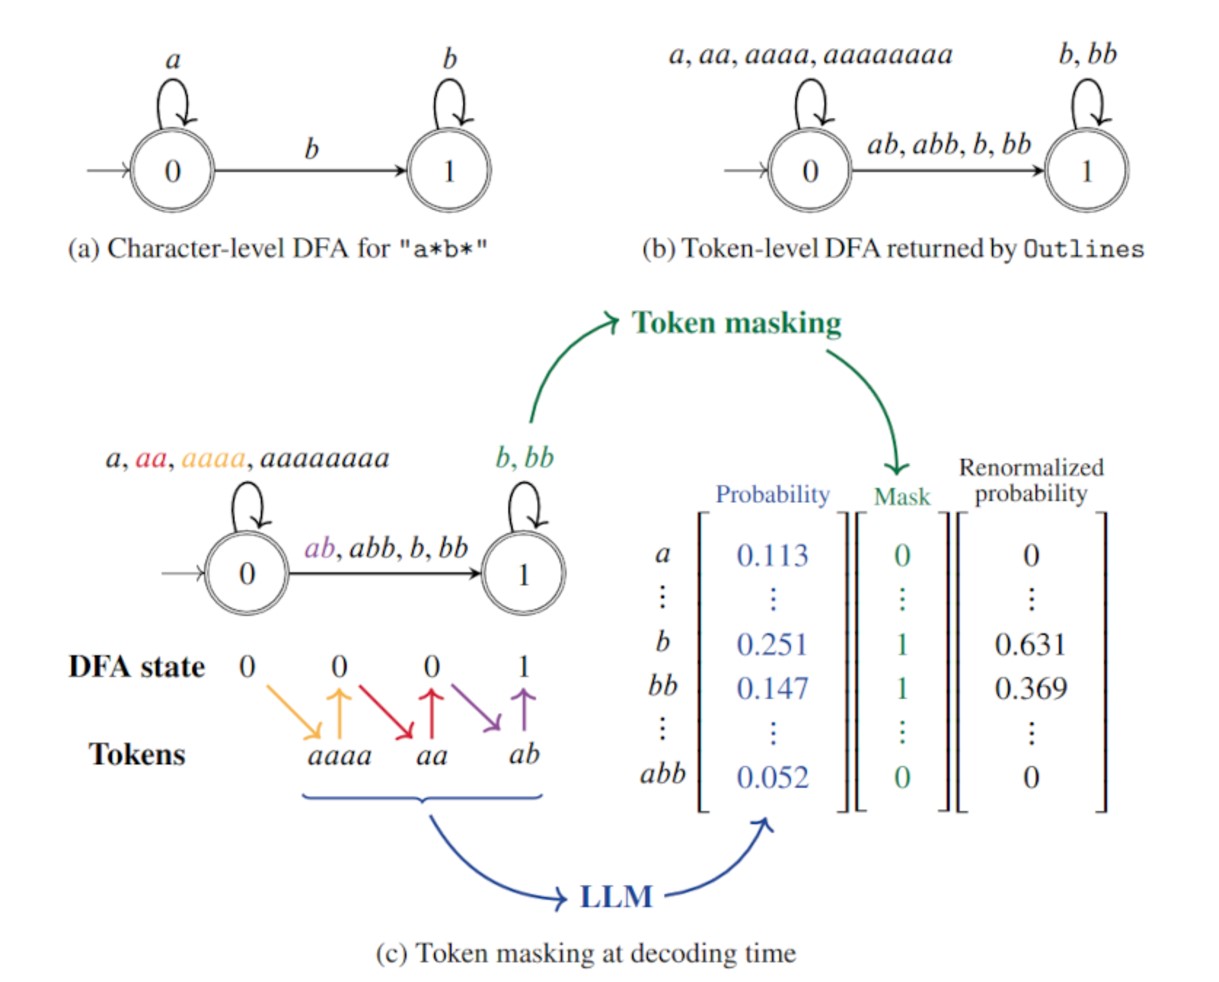 a
b
a, aa, aaaa, aaaaaaaa
b, bb
b
ab, abb, b, bb
0
1
0
1
(a) Character-level DFA for "a*b*"
(b) Token-level DFA returned by Outlines
Token masking
a, aa, aaaa, aaaaaaaa
b, bb
ab, abb, b, bb
0
1
Probability
Mask
Renormalized
probability
a 0.113 0 0
⋮ ⋮ ⋮ ⋮
b 0.251 1 0.631
bb 0.147 1 0.369
⋮ ⋮ ⋮ ⋮
abb 0.052 0 0
DFA state 0 0 0 1
Tokens aaaa aa ab
LLM
(c) Token masking at decoding time